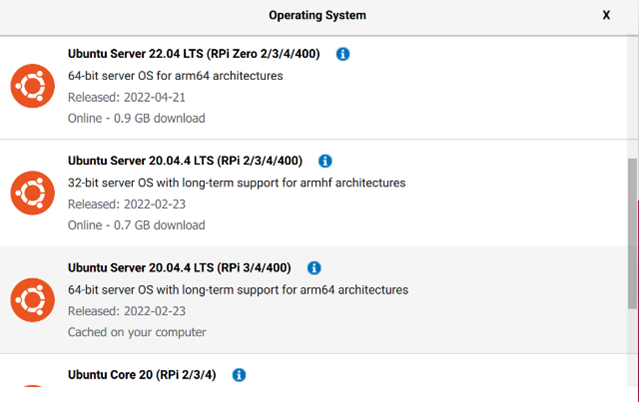 Operating System
X
Ubuntu Server 22.04 LTS (RPi Zero 2/3/4/400)
64-bit server OS for arm64 architectures
Released: 2022-04-21
Online - 0.9 GB download
Ubuntu Server 20.04.4 LTS (RPi 2/3/4/400)
32-bit server OS with long-term support for armhf architectures
Released: 2022-02-23
Online - 0.7 GB download
Ubuntu Server 20.04.4 LTS (RPi 3/4/400)
64-bit server OS with long-term support for arm64 architectures
Released: 2022-02-23
Cached on your computer
Ubuntu Core 20 (RPi 2/3/4)